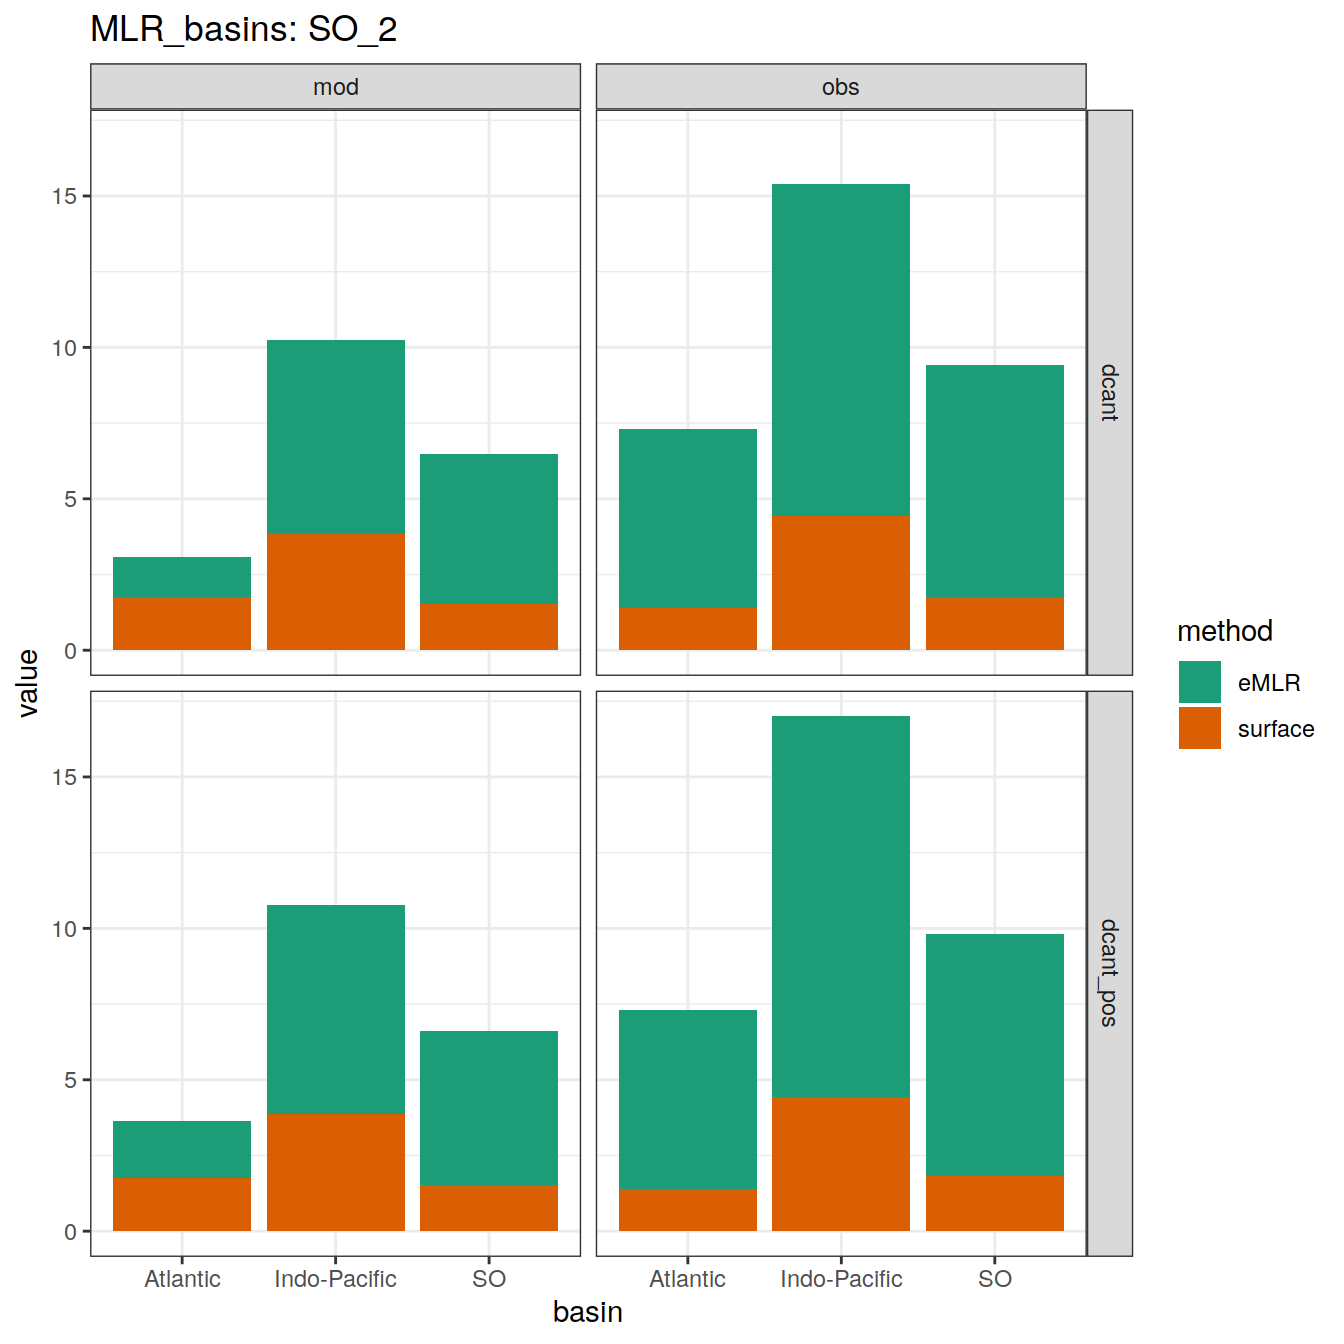 MLR_basins: SO_2
mod
obs
15
10
5
0
dcant
15
10
5
0
dcant_pos
Atlantic
Indo-Pacific
SO
Atlantic
Indo-Pacific
SO
basin
value
method
eMLR
surface